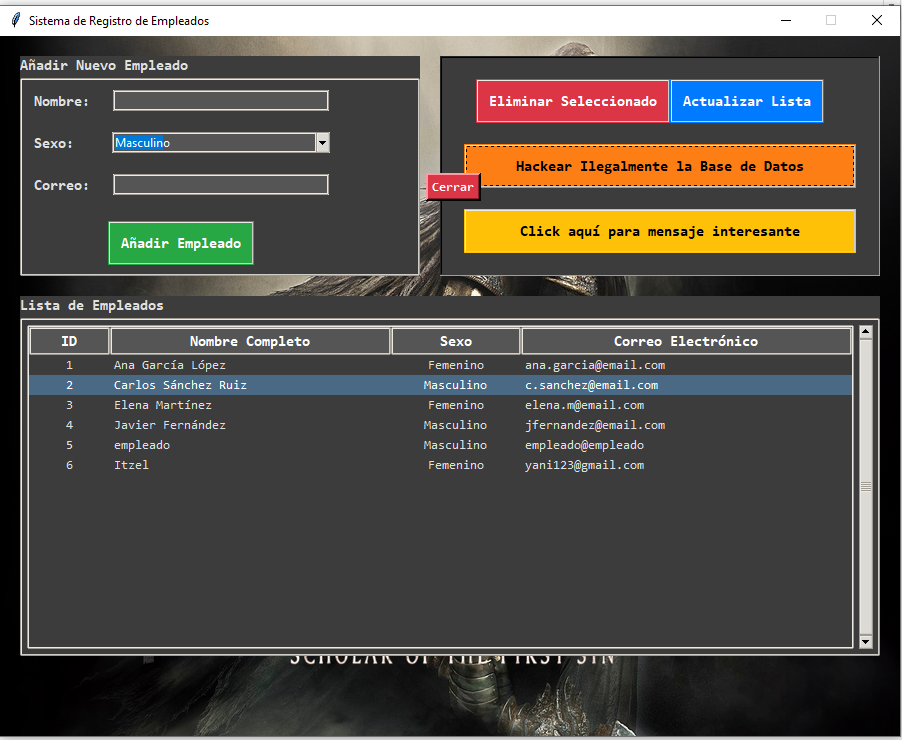 Sistema de Registro de Empleados
Añadir Nuevo Empleado
Nombre:
Sexo: Masculino
Correo:
Añadir Empleado
Eliminar Seleccionado Actualizar Lista
Hackear Ilegalmente la Base de Datos
Cerrar
Click aquí para mensaje interesante
Lista de Empleados
ID Nombre Completo Sexo Correo Electrónico
1 Ana García López Femenino ana.garcia@email.com
2 Carlos Sánchez Ruiz Masculino c.sanchez@email.com
3 Elena Martínez Femenino elena.m@email.com
4 Javier Fernández Masculino jfernandez@email.com
5 empleado Masculino empleado@empleado
6 Itzel Femenino yani123@gmail.com
SCHOLAR OF THE FIRST SIN